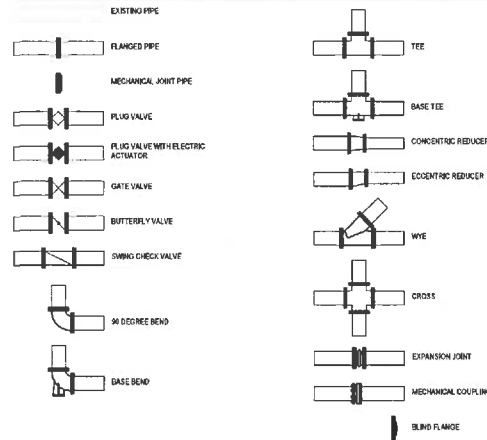 EXISTING PIPE
FLANGED PIPE
MECHANICAL JOINT PIPE
PLUG VALVE
PLUG VALVE WITH ELECTRIC
ACTUATOR
GATE VALVE
BUTTERFLY VALVE
SWING CHECK VALVE
90 DEGREE BEND
BASE BEND
TEE
BASE TEE
CONCENTRIC REDUCER
ECCENTRIC REDUCER
WYE
CROSS
EXPANSION JOINT
MECHANICAL COUPLING
BLIND FLANGE